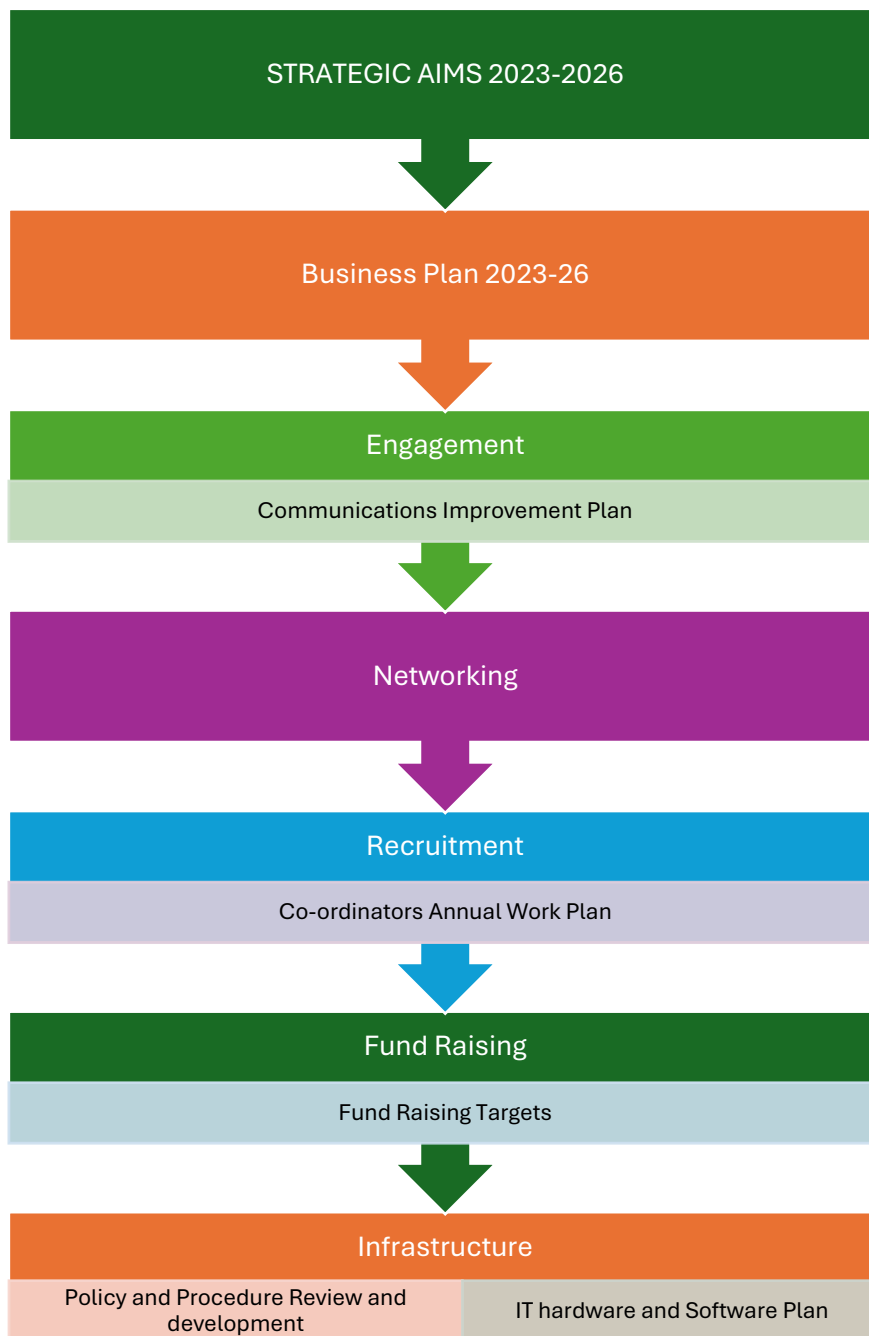 STRATEGIC AIMS 2023-2026
Business Plan 2023-26
Engagement
Communications Improvement Plan
Networking
Recruitment
Co-ordinators Annual Work Plan
Fund Raising
Fund Raising Targets
Infrastructure
Policy and Procedure Review and
development
IT hardware and Software Plan